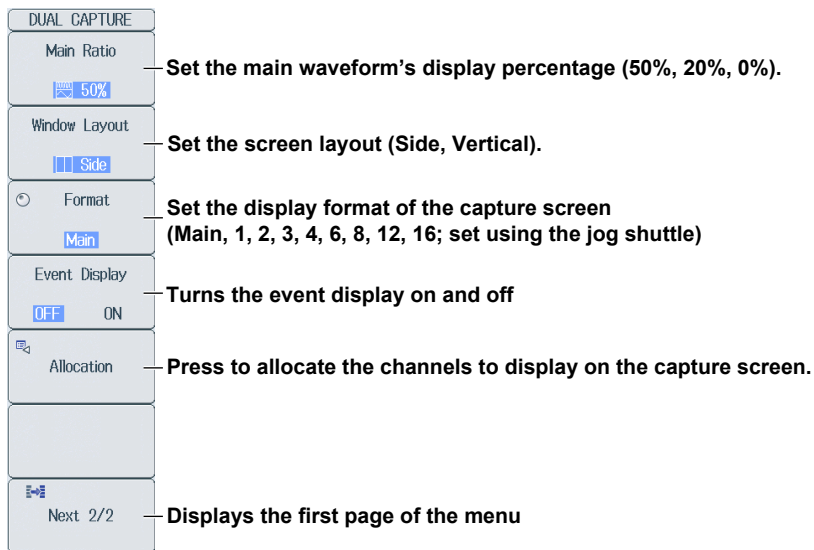 DUAL CAPTURE
Main Ratio
50%
Set the main waveform’s display percentage (50%, 20%, 0%).
Window Layout
Side
Set the screen layout (Side, Vertical).
Format
Main
Set the display format of the capture screen
(Main, 1, 2, 3, 4, 6, 8, 12, 16; set using the jog shuttle)
Event Display
OFF ON
Turns the event display on and off
Allocation
Press to allocate the channels to display on the capture screen.
Next 2/2
Displays the first page of the menu